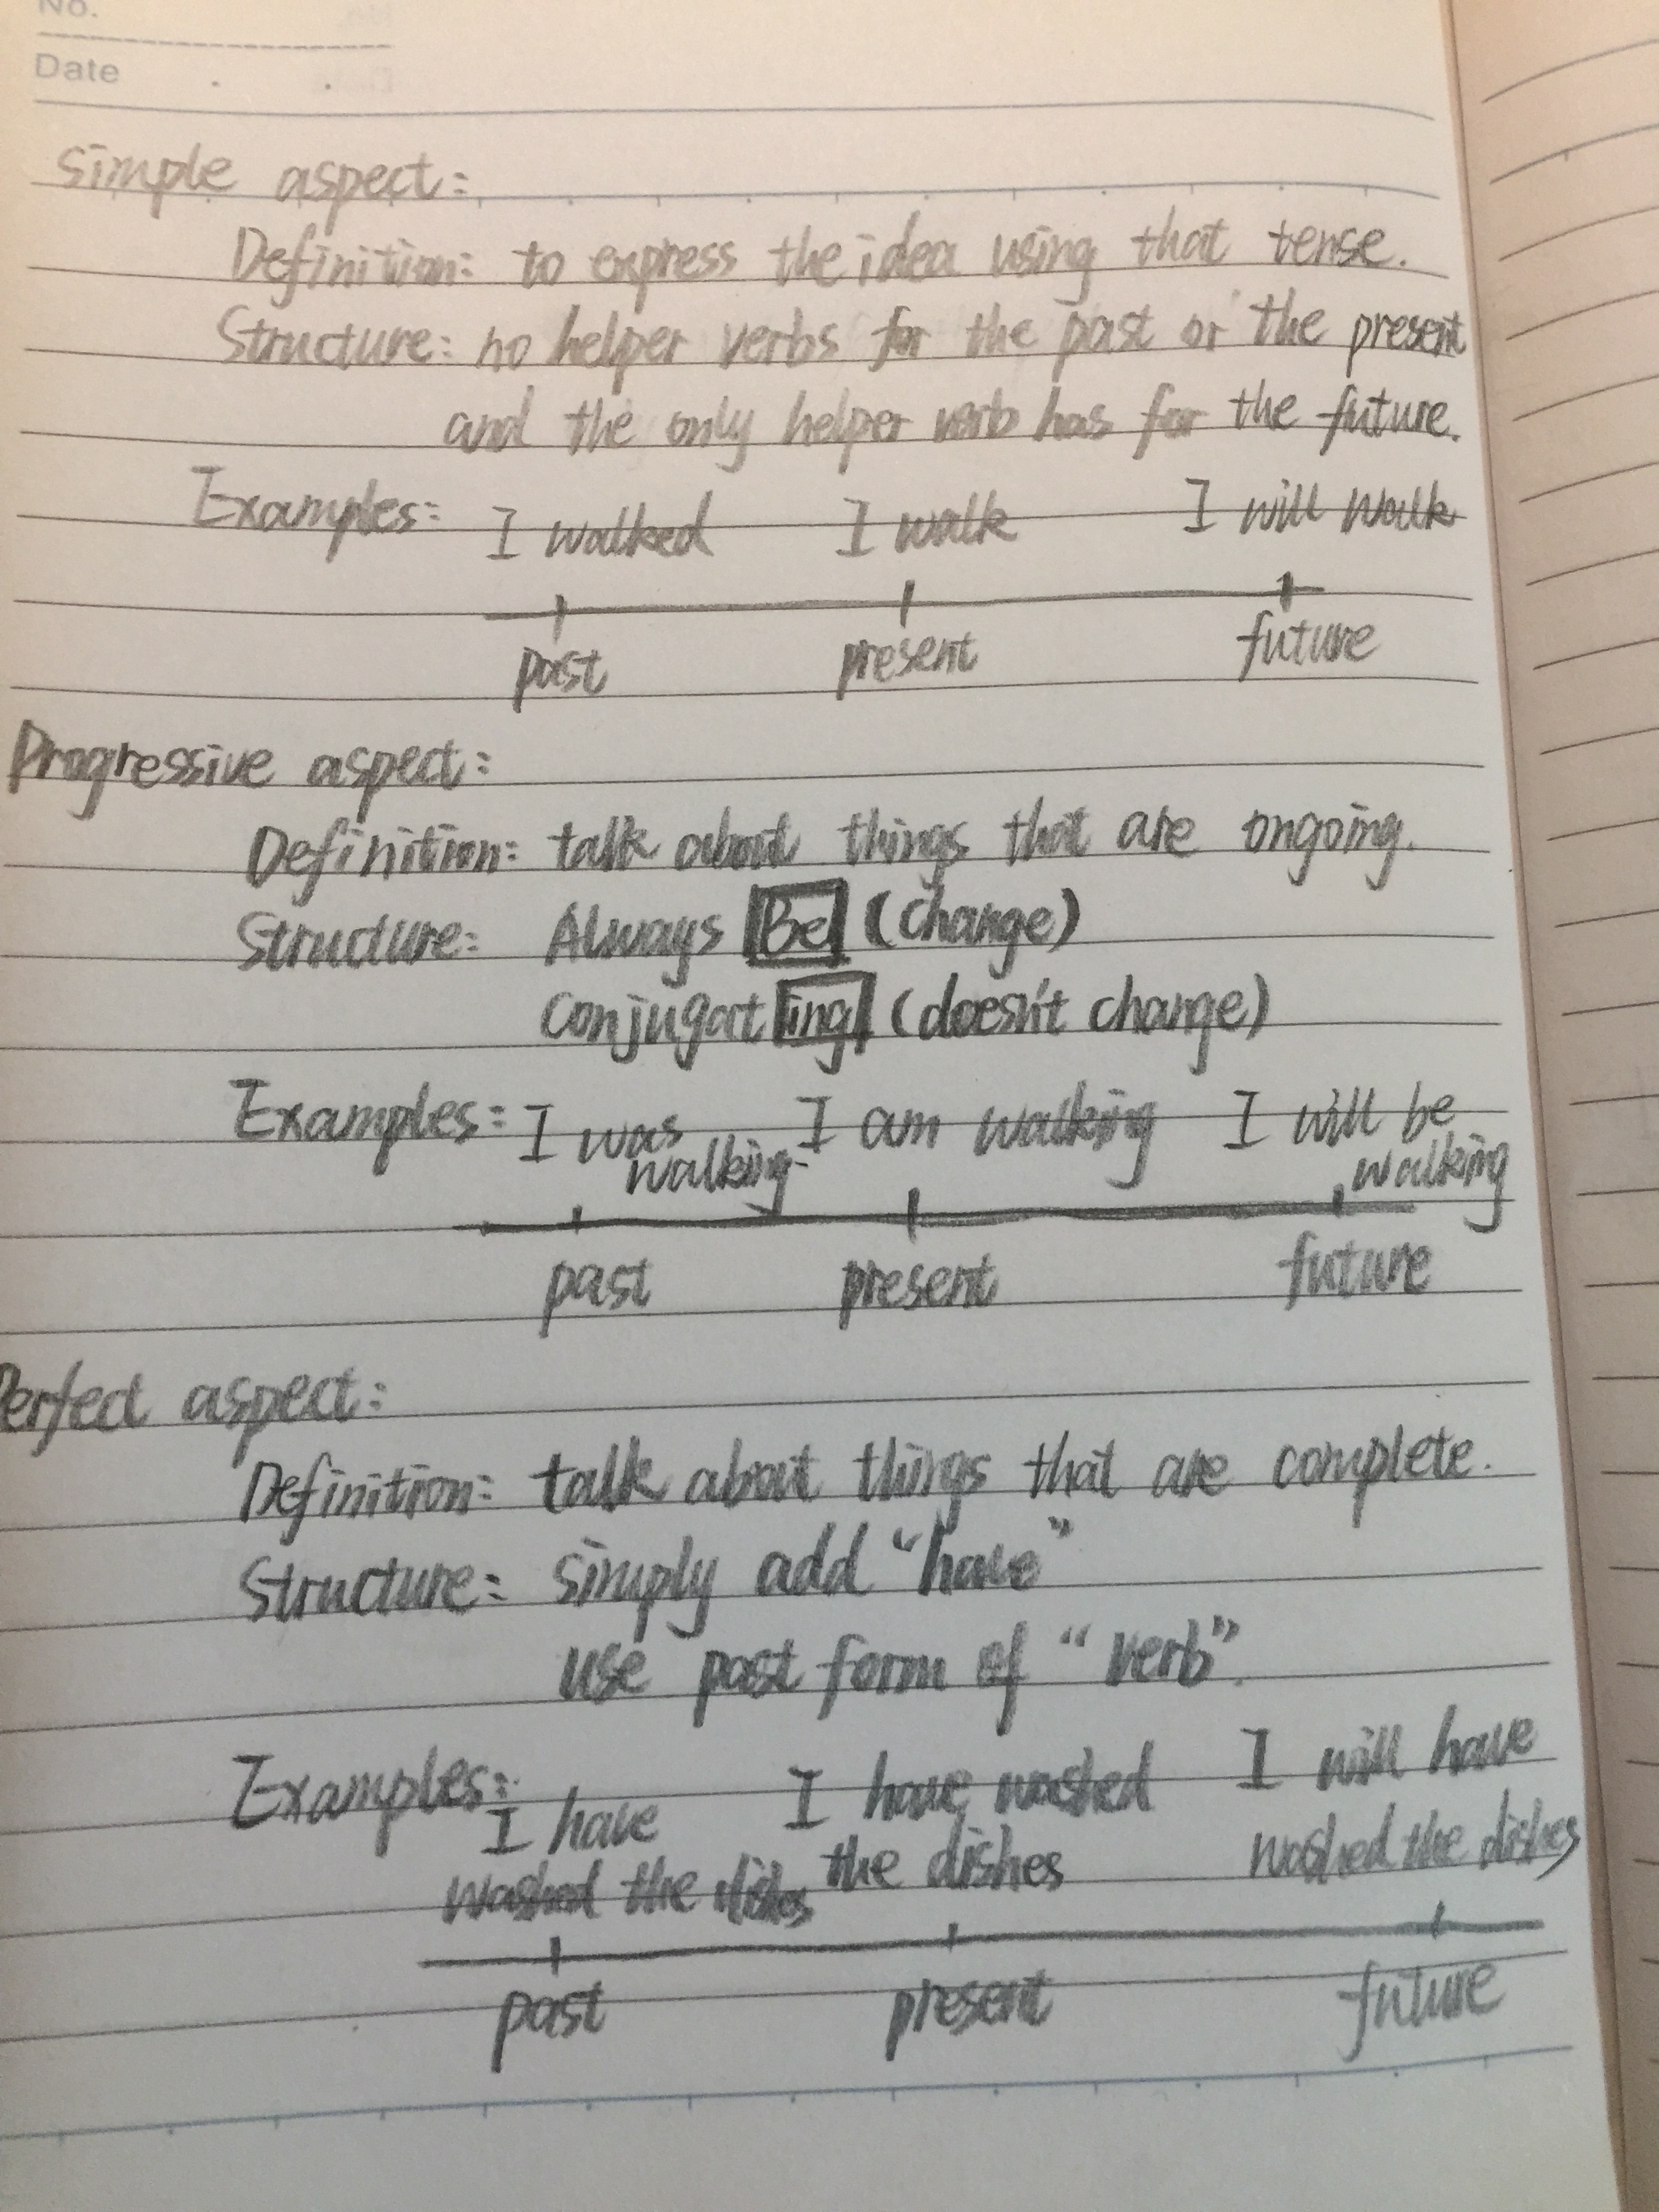 No.
Date
Simple aspect:
Definition: to express the idea using that tense.
Structure: no helper verbs for the past or the present
and the only helper verb has for the future.
Examples: I walked I walk I will walk
past present future
Progressive aspect:
Definition: talk about things that are ongoing.
Structure: Always Be (change)
Conjugat ing (doesn't change)
Examples: I was walking. I am walking I will be walking
past present future
Perfect aspect:
Definition: talk about things that are complete.
Structure: simply add "have"
use past form of "verb".
Examples: I have I have washed I will have
washed the dishes the dishes washed the dishes
past present future